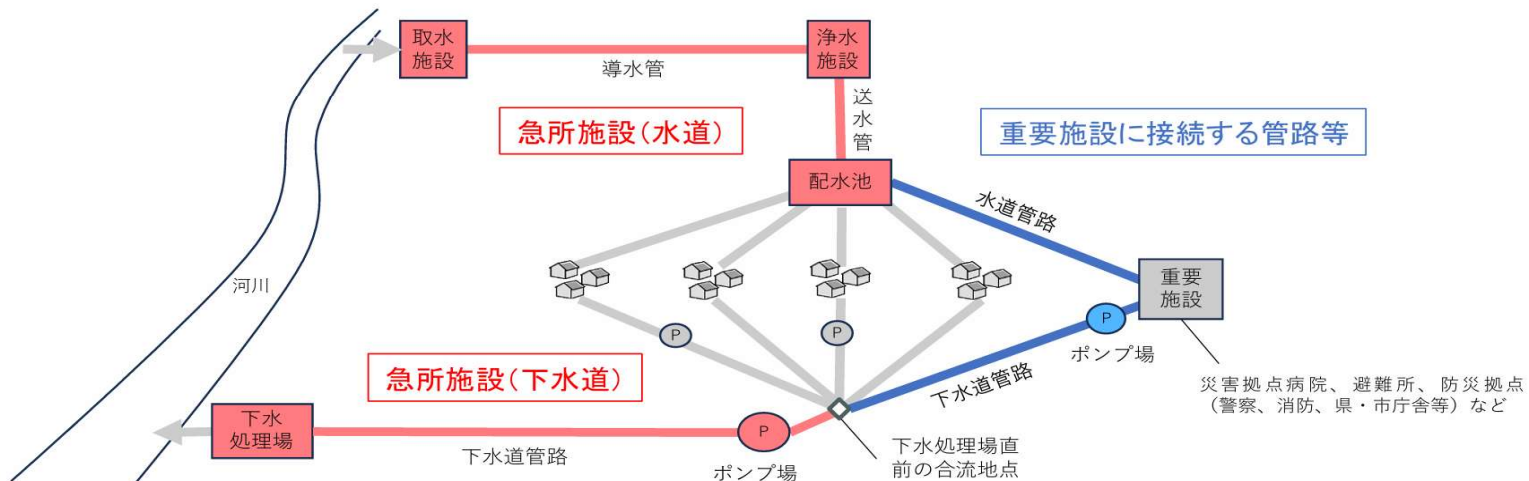 取水
施設
導水管
浄水
施設
送
水
管
急所施設(水道)
重要施設に接続する管路等
配水池
水道管路
河川
重要
施設
P
ポンプ場
P
P
急所施設(下水道)
下水道管路
災害拠点病院、避難所、防災拠点
(警察、消防、県・市庁舎等)など
下水
処理場
下水道管路
P
ポンプ場
下水処理場直
前の合流地点